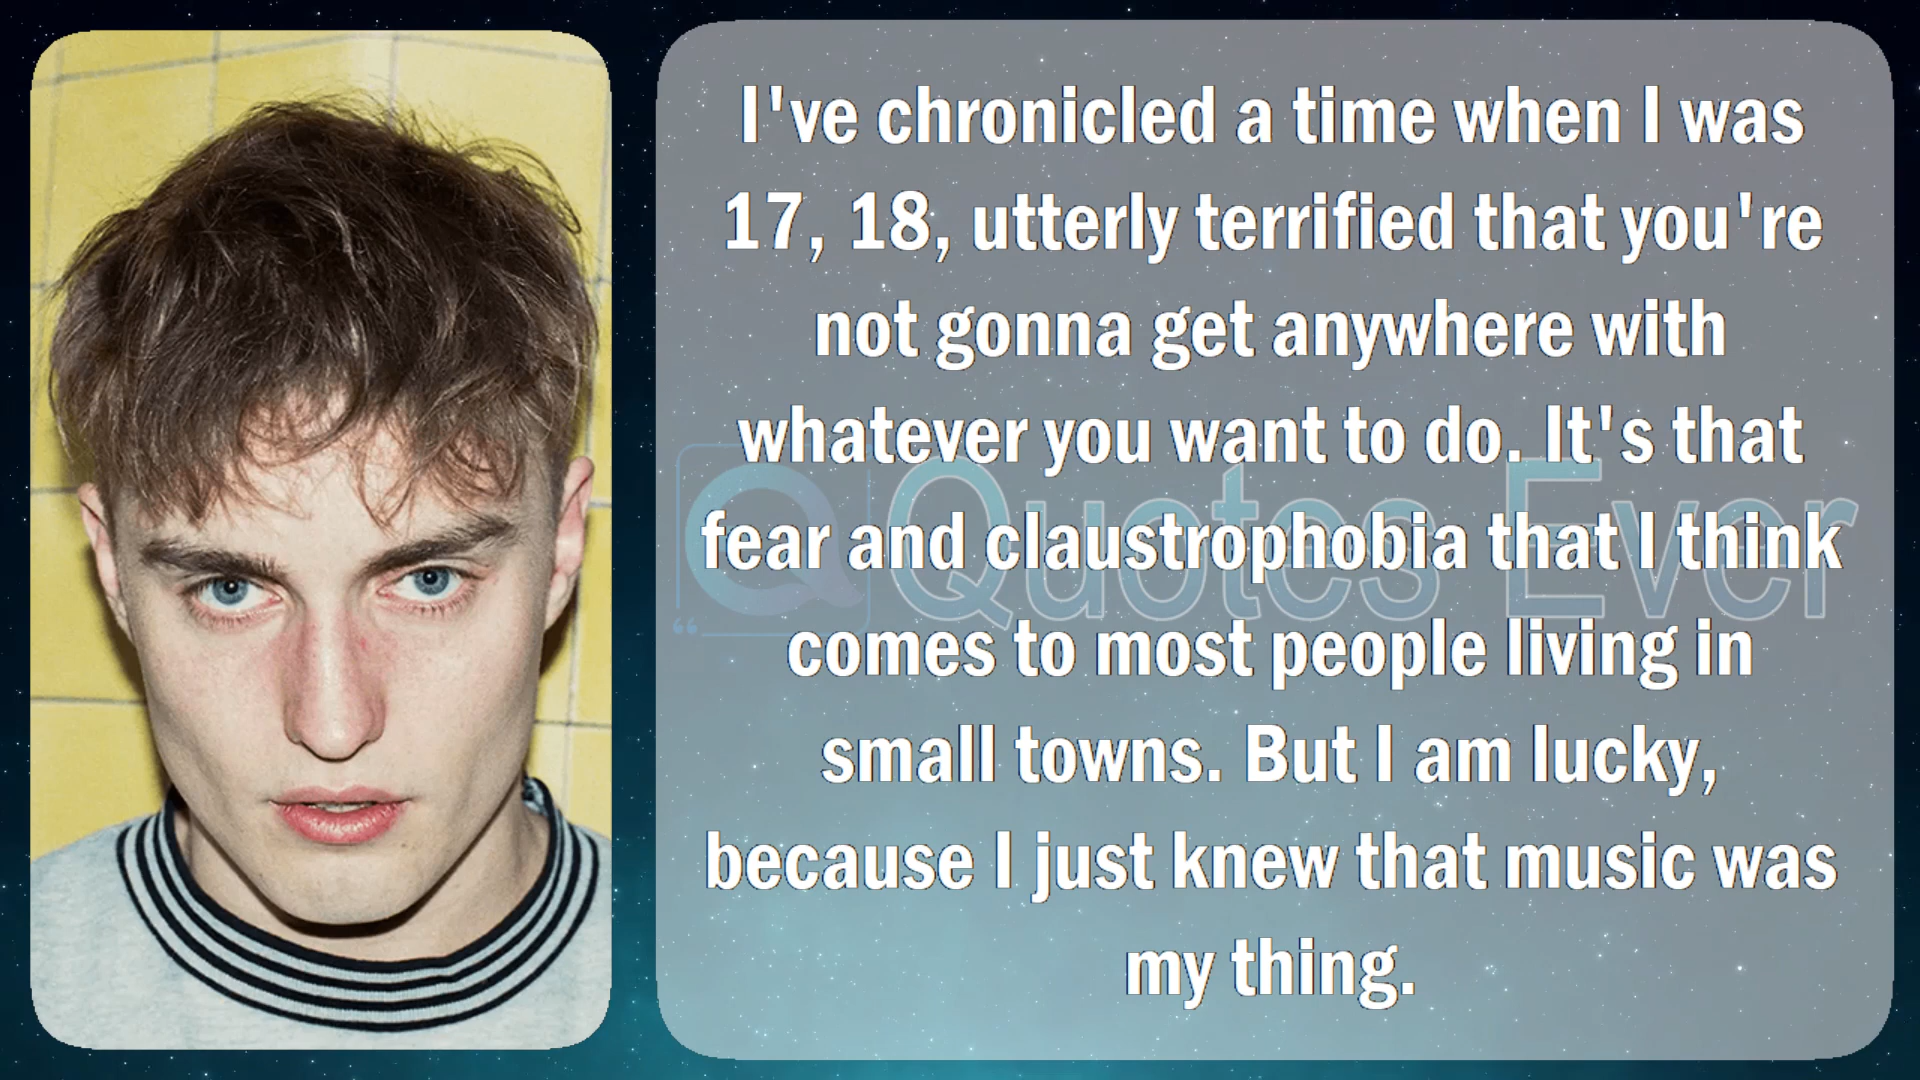 I've chronicled a time when I was
17, 18, utterly terrified that you're
not gonna get anywhere with
whatever you want to do. It's that
fear and claustrophobia that I think
comes to most people living in
small towns. But I am lucky,
because I just knew that music was
my thing.
Quotes Ever